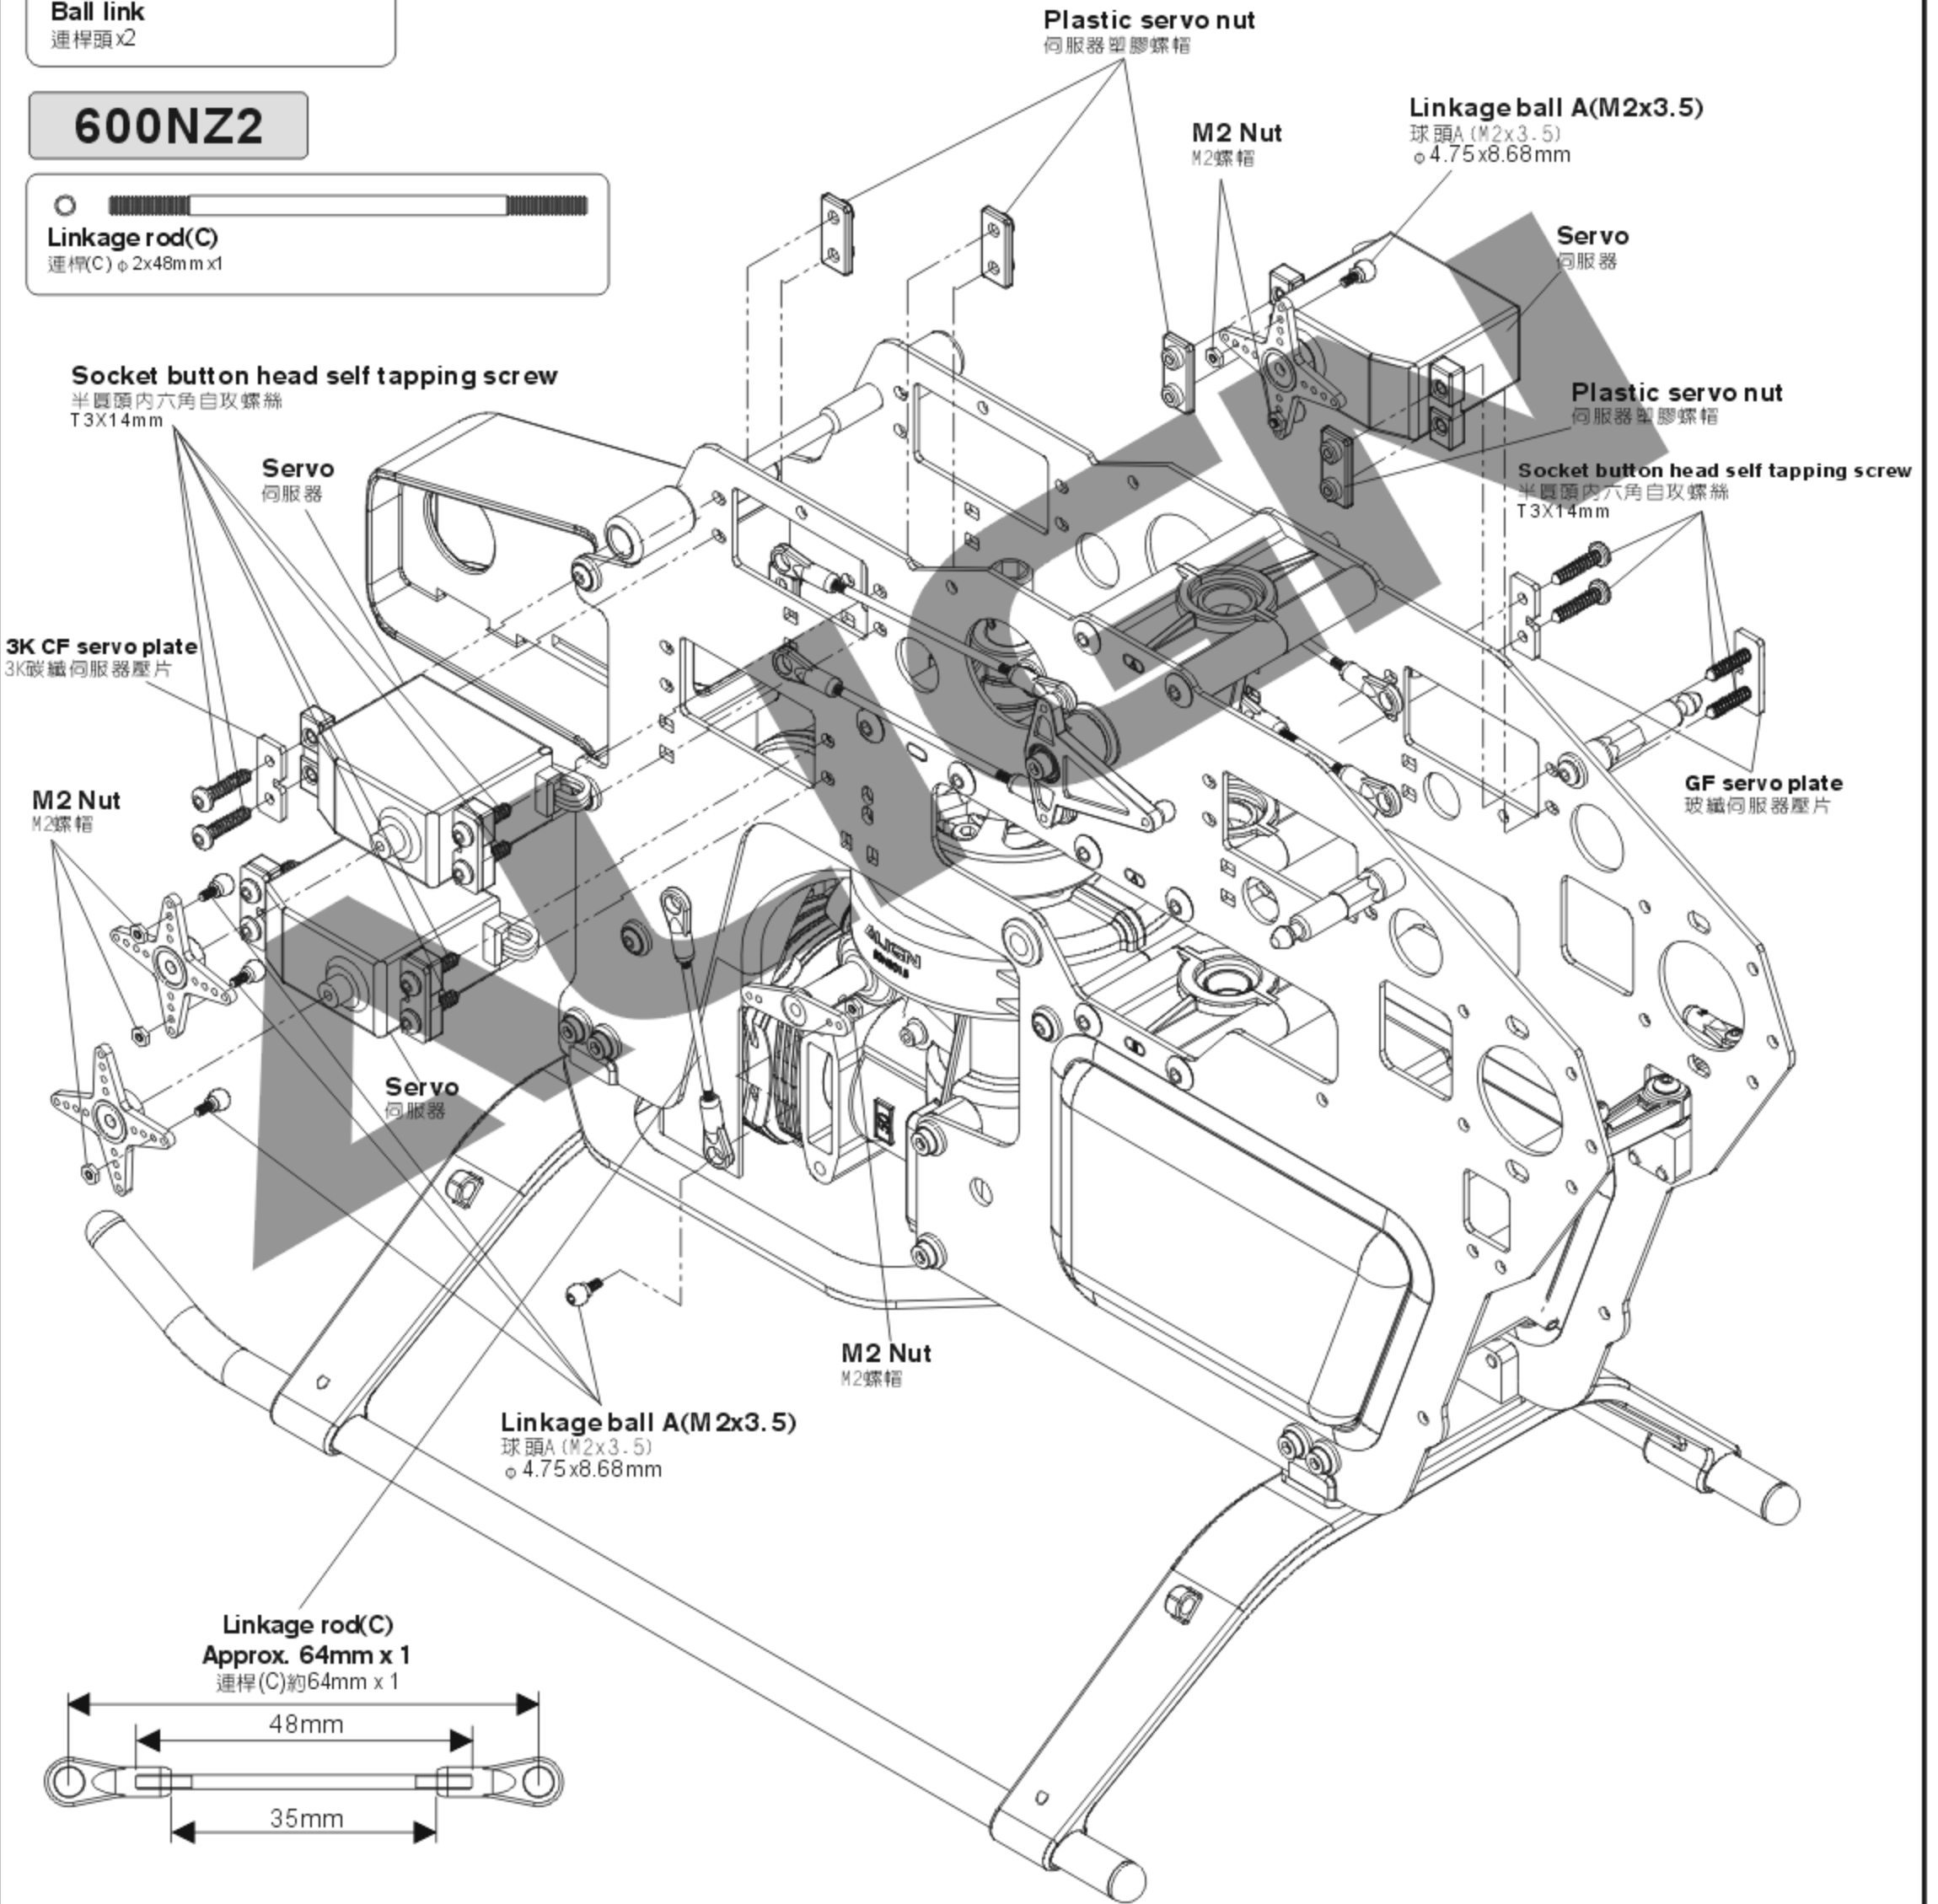 Ball link
連桿頭x2
Plastic servo nut
伺服器塑膠螺帽
600NZ2
Linkage ball A(M2x3.5)
球頭A(M2x3.5)
φ4.75x8.68mm
M2 Nut
M2螺帽
Linkage rod(C)
連桿(C)φ2x48mmx1
Servo
伺服器
Socket button head self tapping screw
半圓頭內六角自攻螺絲
T3X14mm
Plastic servo nut
伺服器塑膠螺帽
Servo
伺服器
Socket button head self tapping screw
半圓頭內六角自攻螺絲
T3X14mm
3K CF servo plate
3K碳纖伺服器壓片
GF servo plate
玻纖伺服器壓片
M2 Nut
M2螺帽
ALIGN
Servo
伺服器
M2 Nut
M2螺帽
Linkage ball A(M2x3.5)
球頭A(M2x3.5)
φ4.75x8.68mm
Linkage rod(C)
Approx. 64mm x 1
連桿(C)約64mm x 1
48mm
35mm